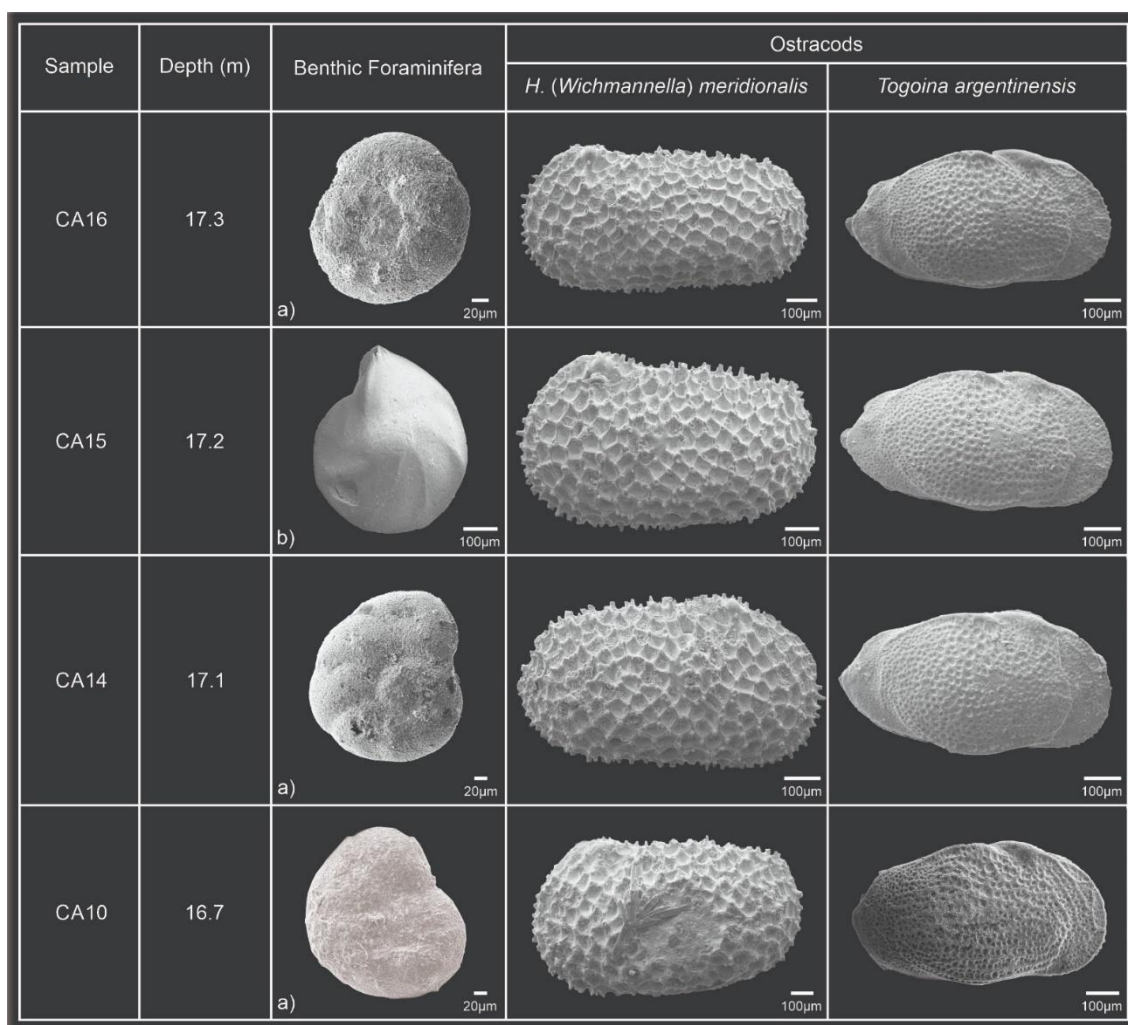 Sample
Depth (m)
Benthic Foraminifera
Ostracods
H. (Wichmannella) meridionalis
Togoina argentinensis
CA16
17.3
a)
20µm
100µm
100µm
CA15
17.2
b)
100µm
100µm
100µm
CA14
17.1
a)
20µm
100µm
100µm
CA10
16.7
a)
20µm
100µm
100µm